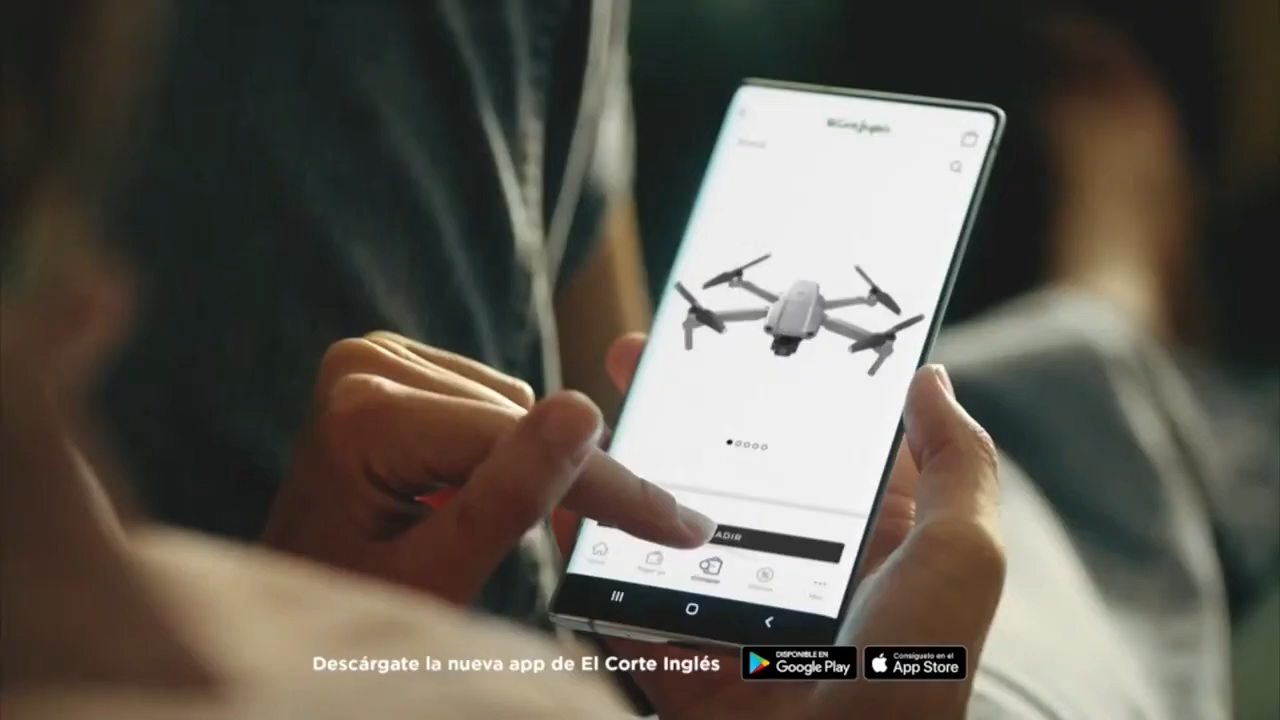 El Corte Inglés
ADIR
Comprar
Descárgate la nueva app de El Corte Inglés
DISPONIBLE EN
Google Play
Consíguelo en el
App Store